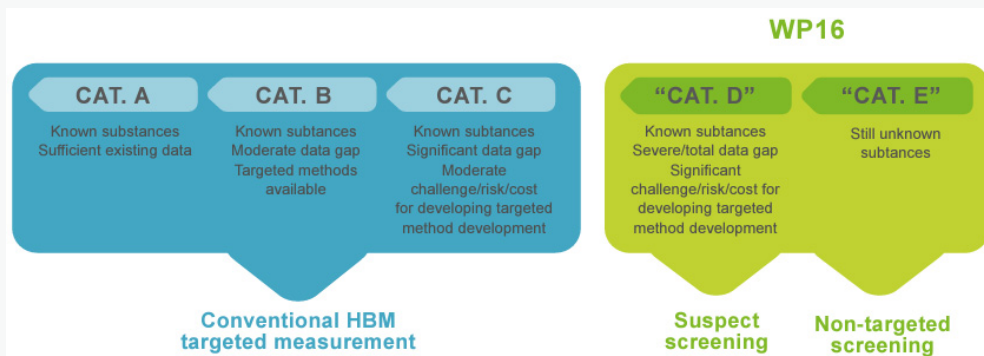 WP16
CAT. A
Known substances
Sufficient existing data
CAT. B
Known subtances
Moderate data gap
Targeted methods
available
CAT. C
Known subtances
Significant data gap
Moderate
challenge/risk/cost
for developing targeted
method development
“CAT. D”
Known subtances
Severe/total data gap
Significant
challenge/risk/cost for
developing targeted
method development
“CAT. E”
Still unknown
subtances
Conventional HBM
targeted measurement
Suspect
screening
Non-targeted
screening